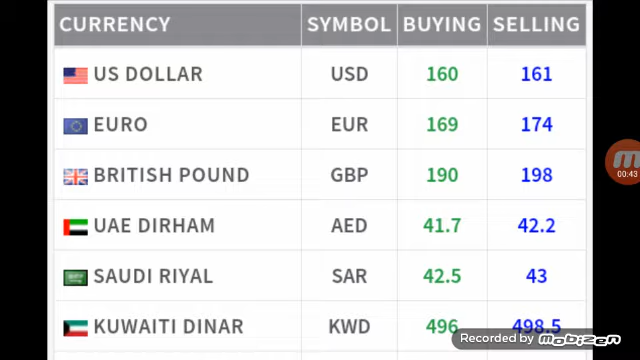 CURRENCY SYMBOL BUYING SELLING
US DOLLAR USD 160 161
EURO EUR 169 174
BRITISH POUND GBP 190 198
UAE DIRHAM AED 41.7 42.2
SAUDI RIYAL SAR 42.5 43
KUWAITI DINAR KWD 496 498.5
00:43
Recorded by mobizen